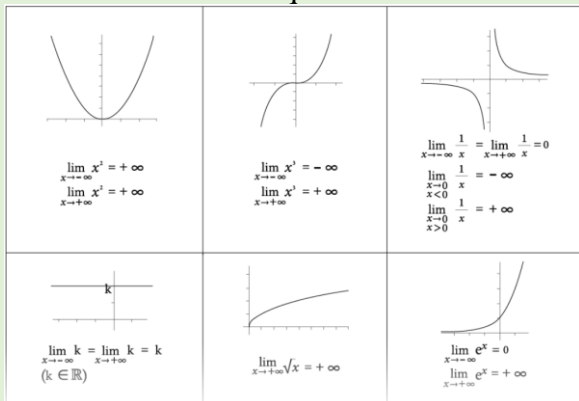 lim x² = + ∞
x→−∞
lim x² = + ∞
x→+∞
lim x³ = − ∞
x→−∞
lim x³ = + ∞
x→+∞
lim 1/x = lim 1/x = 0
x→−∞ x→+∞
lim 1/x = − ∞
x→0
x<0
lim 1/x = + ∞
x→0
x>0
k
lim k = lim k = k
x→−∞ x→+∞
(k ∈ ℝ)
lim √x = + ∞
x→+∞
lim eˣ = 0
x→−∞
lim eˣ = + ∞
x→+∞